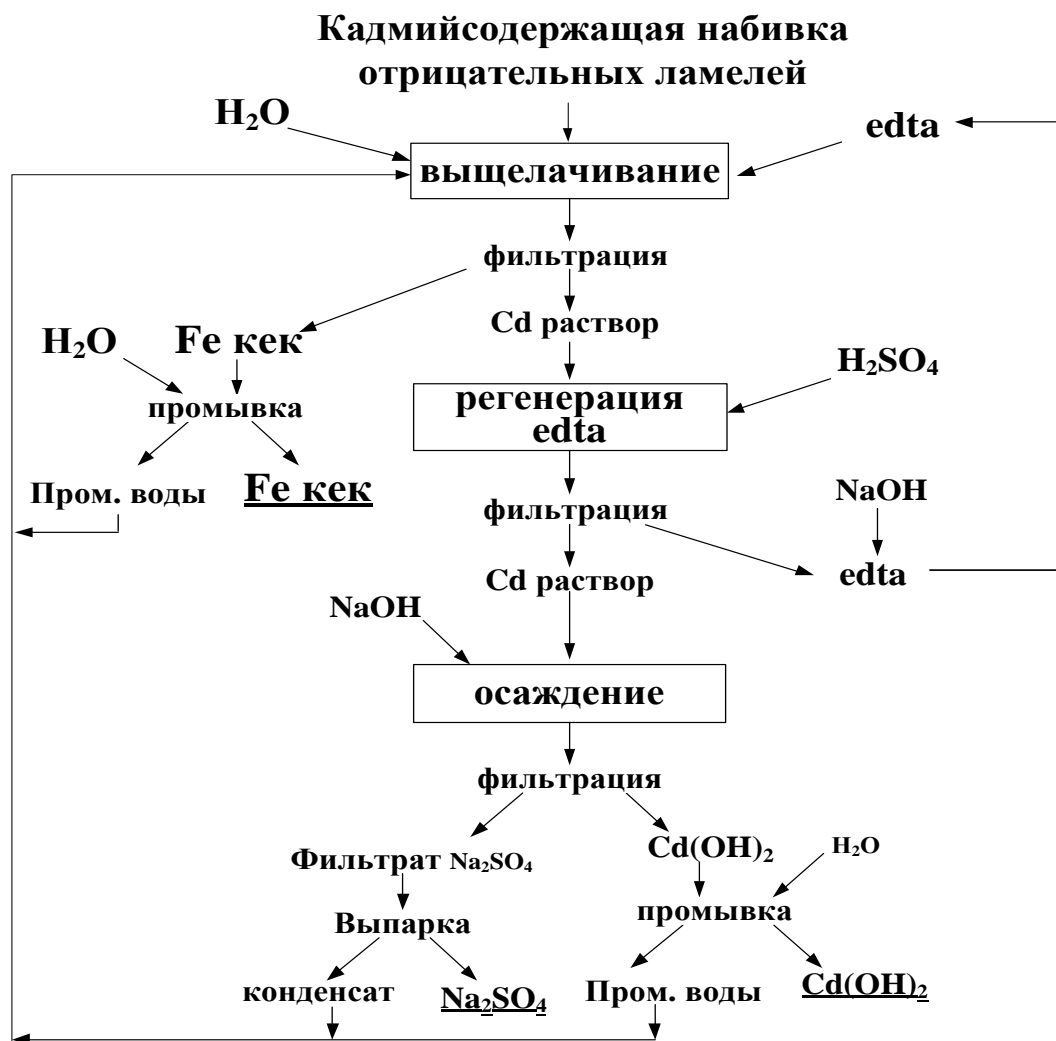 Кадмийсодержащая набивка
отрицательных ламелей
H₂O
edta
выщелачивание
фильтрация
Cd раствор
H₂O
Fe кек
H₂SO₄
промывка
регенерация
edta
Пром. воды
Fe кек
NaOH
фильтрация
edta
Cd раствор
NaOH
осаждение
фильтрация
Фильтрат Na₂SO₄
Cd(OH)₂
H₂O
Выпарка
промывка
конденсат
Na₂SO₄
Пром. воды
Cd(OH)₂